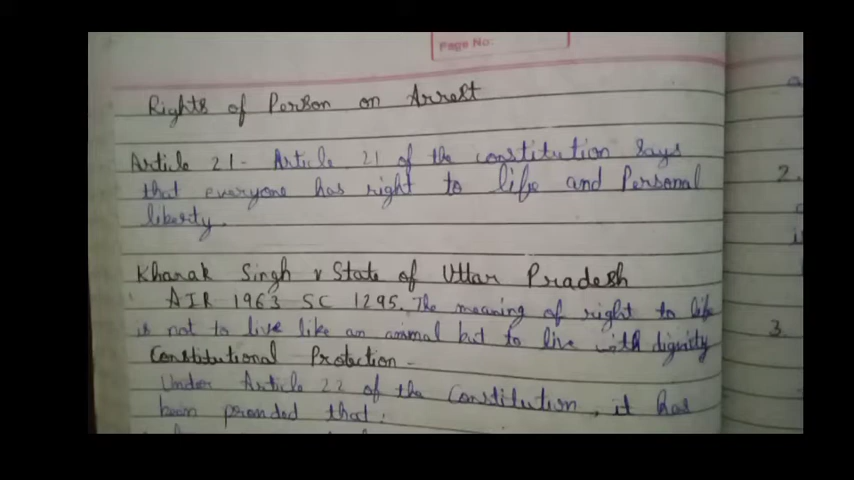 Page No:
Rights of Person on Arrest
Article 21- Article 21 of the constitution says
that everyone has right to life and Personal
liberty.
Kharak Singh v State of Uttar Pradesh
AIR 1963 SC 1295. The meaning of right to life
is not to live like an animal but to live with dignity
Constitutional Protection -
Under Article 22 of the Constitution, it has
been provided that:
2.
3.